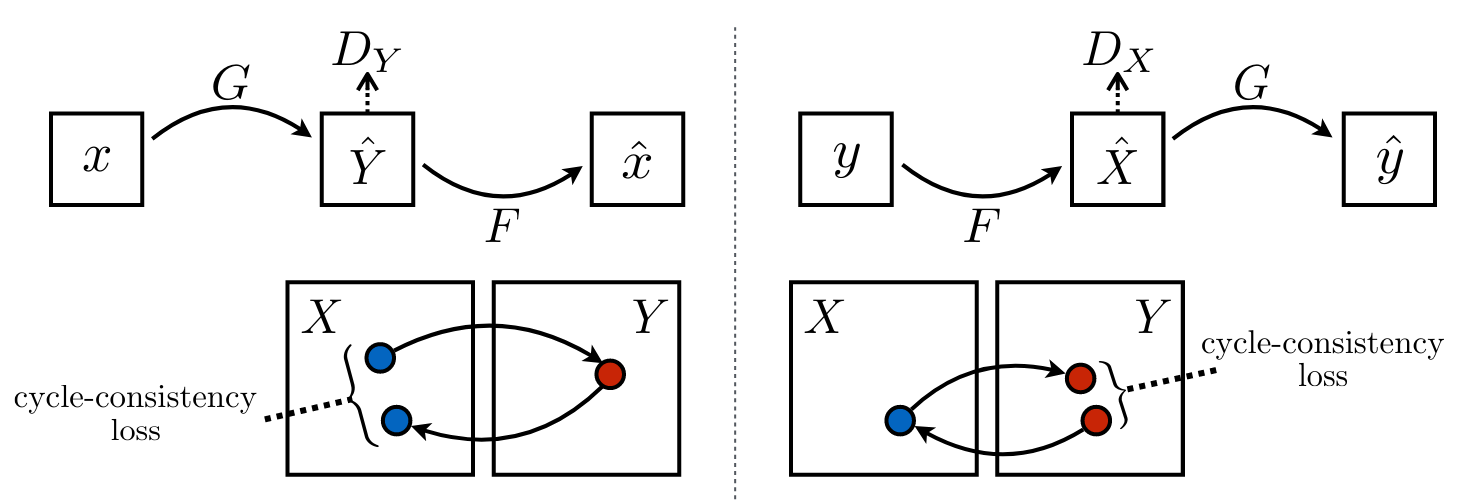 D_Y
G
x
Ŷ
x̂
F
X
Y
cycle-consistency
loss
D_X
G
y
X̂
ŷ
F
X
Y
cycle-consistency
loss